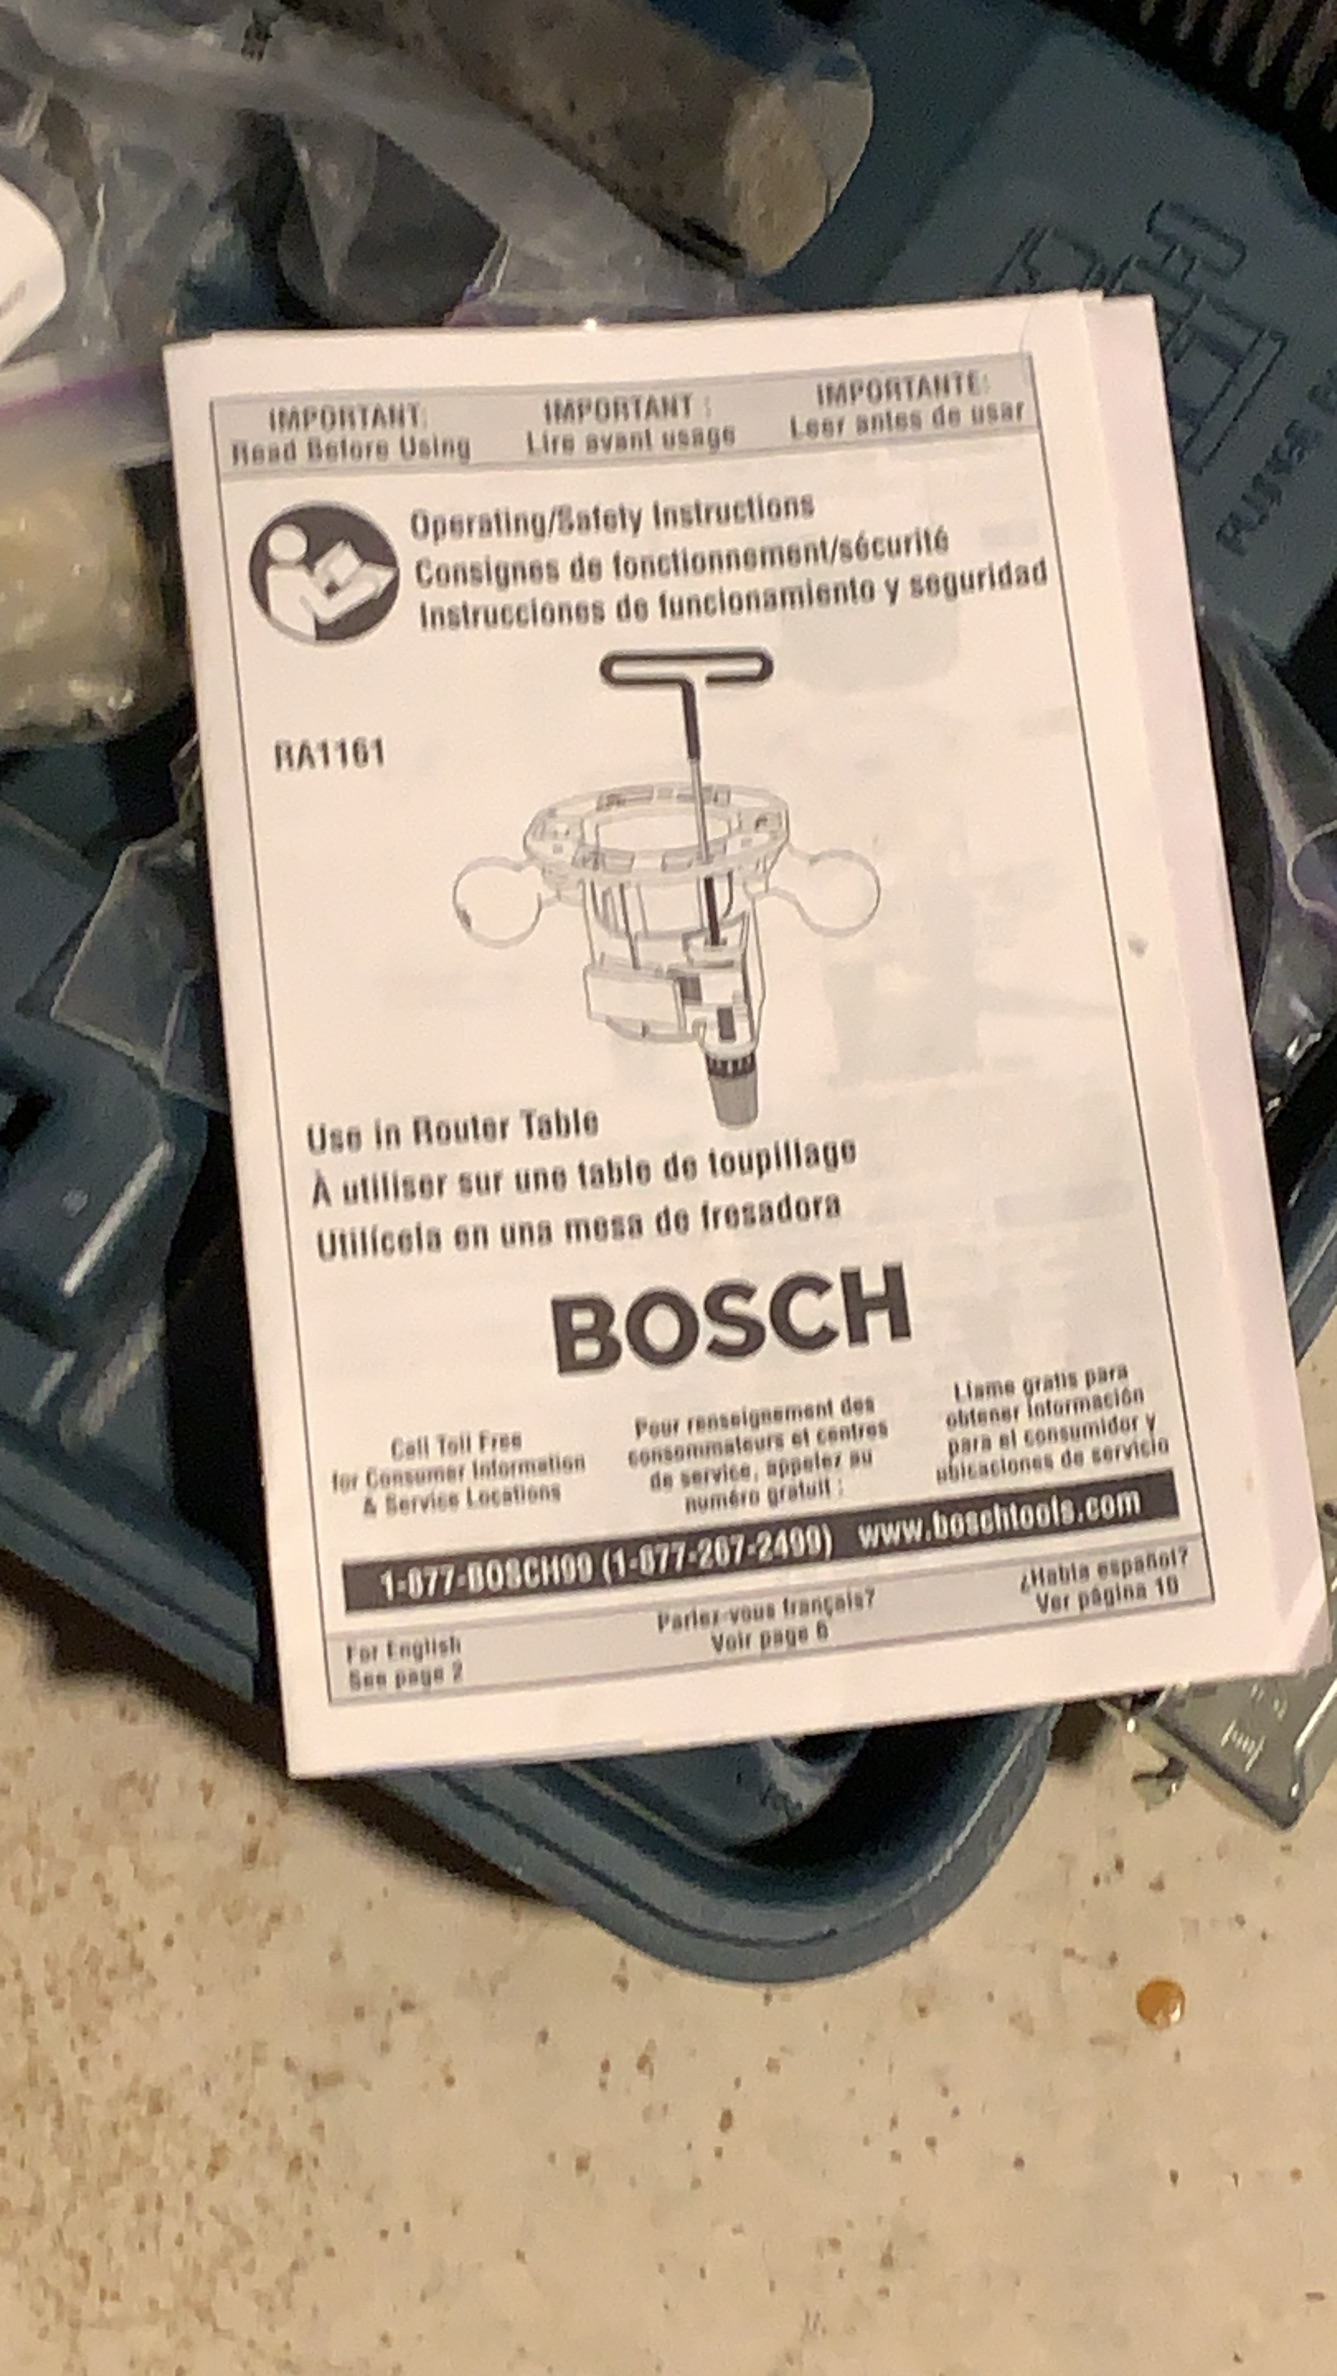 IMPORTANT:
Read Before Using
IMPORTANT :
Lire avant usage
IMPORTANTE:
Leer antes de usar
Operating/Safety Instructions
Consignes de fonctionnement/sécurité
Instrucciones de funcionamiento y seguridad
RA1161
Use in Router Table
À utiliser sur une table de toupillage
Utilícela en una mesa de fresadora
BOSCH
Call Toll Free
for Consumer Information
& Service Locations
Pour renseignement des
consommateurs et centres
de service, appelez au
numéro gratuit :
Llame gratis para
obtener información
para el consumidor y
ubicaciones de servicio
1-877-BOSCH99 (1-877-267-2499) www.boschtools.com
For English
See page 2
Parlez-vous français?
Voir page 6
¿Habla español?
Ver página 10